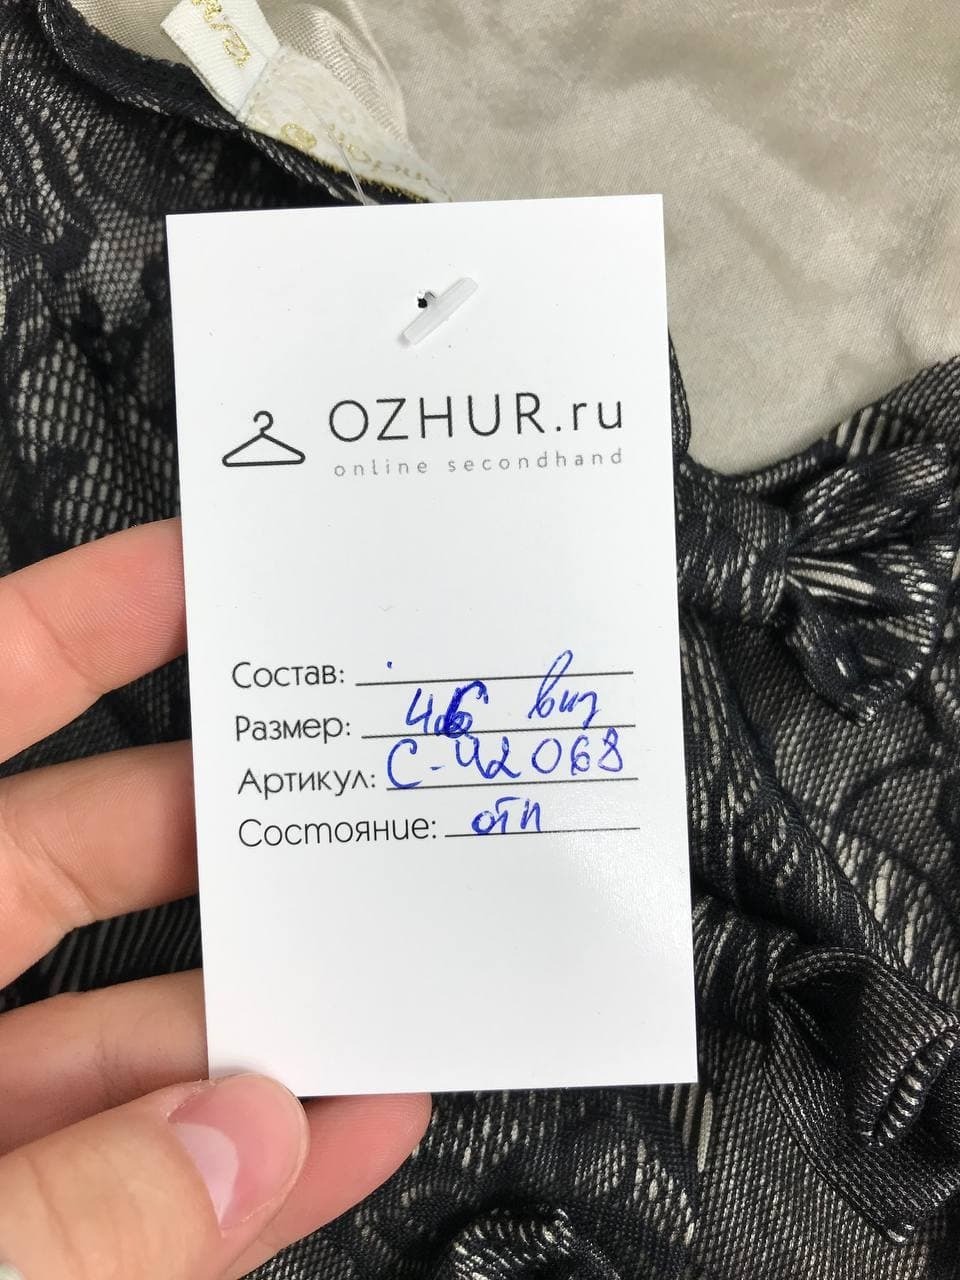 OZHUR.ru
online secondhand
Состав:
Размер: 46 виз
Артикул: С-42068
Состояние: отл